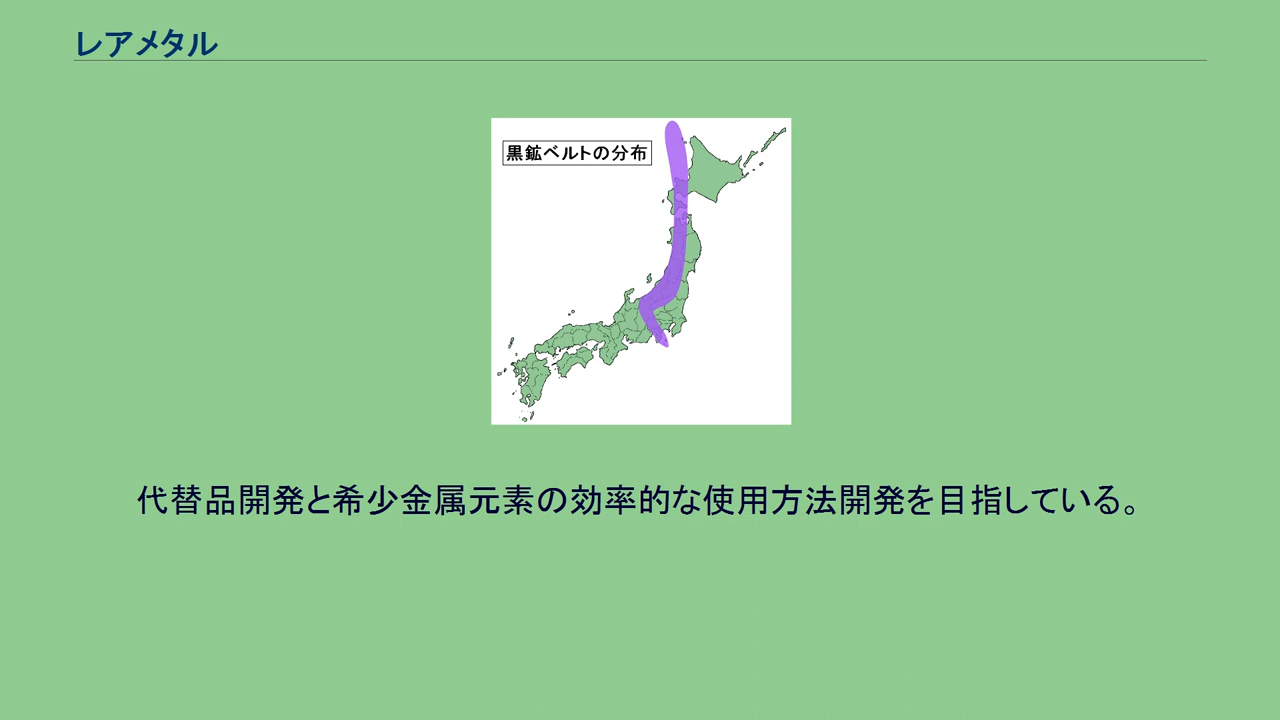 レアメタル
黒鉱ベルトの分布
代替品開発と希少金属元素の効率的な使用方法開発を目指している。